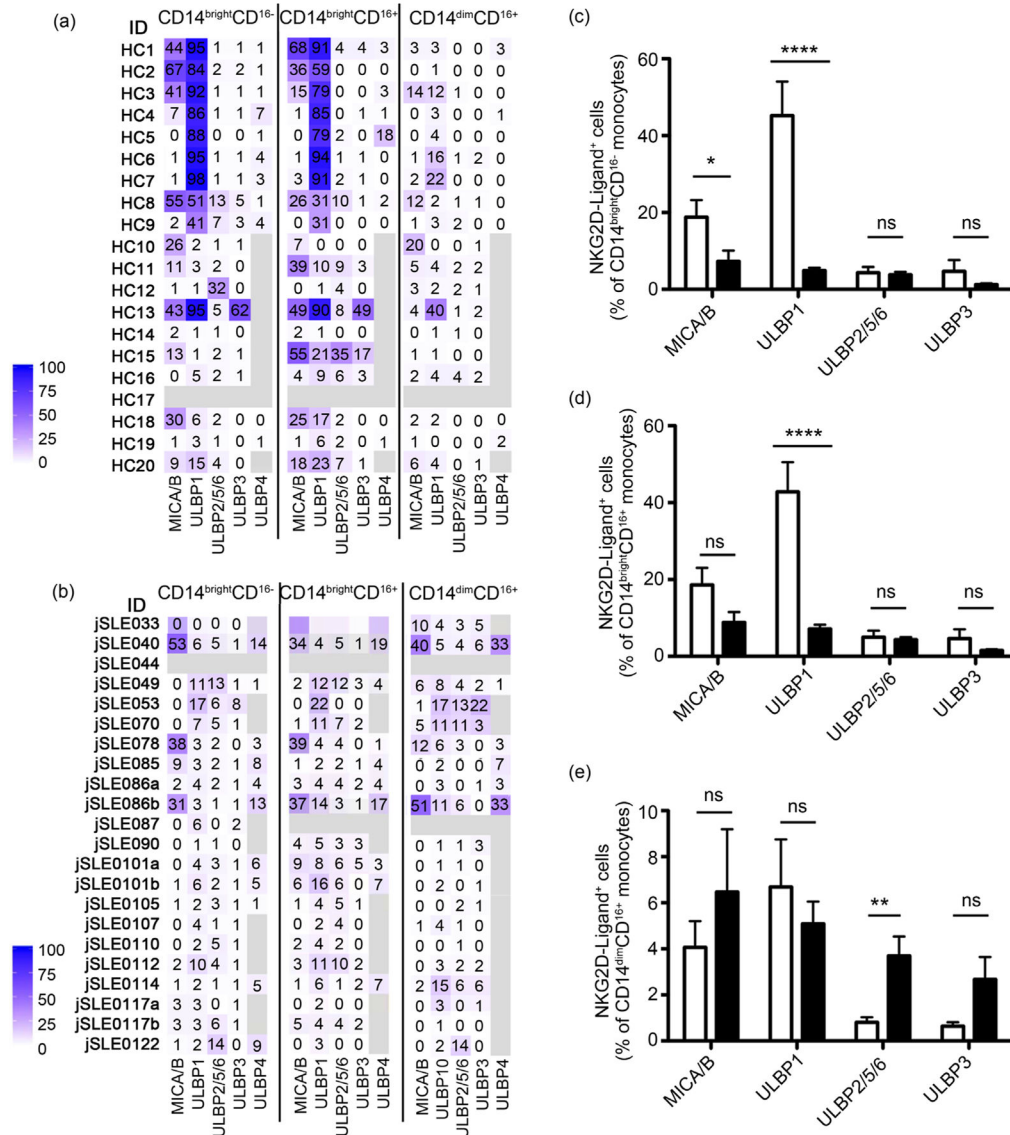 (a)
ID
CD14brightCD16-
CD14brightCD16+
CD14dimCD16+
HC1 44 95 1 1 1 68 91 4 4 3 3 3 0 0 3
HC2 67 84 2 2 1 36 59 0 0 0 0 1 0 0 0
HC3 41 92 1 1 1 15 79 0 0 3 14 12 0 0 0
HC4 7 86 1 1 7 1 85 0 0 1 0 3 0 0 1
HC5 0 88 0 0 1 0 79 2 0 18 0 4 0 0 0
HC6 1 95 1 1 4 1 94 1 1 0 1 16 1 2 0
HC7 1 98 1 1 3 3 91 2 1 0 2 22 1 0 0
HC8 55 51 13 5 1 26 31 10 1 2 12 2 1 1 0
HC9 2 41 7 3 4 0 31 0 0 0 1 3 2 0 0
HC10 26 2 1 1 7 0 0 0 20 0 0 1
HC11 11 3 2 0 39 10 9 3 5 4 2 2
HC12 1 1 32 0 1 1 2 0 3 2 2 1
HC13 43 95 5 62 49 90 8 49 4 40 1 0
HC14 2 1 1 0 2 1 0 0 0 0 0 0
HC15 13 1 2 1 55 21 35 17 1 1 0 0
HC16 0 5 2 1 4 9 6 3 2 2 4 2
HC17
HC18 30 6 2 0 0 25 17 2 0 0 2 2 0 0 0
HC19 1 3 1 0 1 1 6 2 0 1 1 4 0 0 2
HC20 9 15 4 0 18 23 7 1 6 4 0 1
MICA/B ULBP1 ULBP2/5/6 ULBP3 ULBP4 MICA/B ULBP1 ULBP2/5/6 ULBP3 ULBP4 MICA/B ULBP1 ULBP2/5/6 ULBP3 ULBP4
100
75
50
25
0
(b)
ID
CD14brightCD16-
CD14brightCD16+
CD14dimCD16+
jSLE033 0 0 0 0 0 10 4 3 5
jSLE040 53 6 5 1 14 34 4 5 1 19 40 5 4 6 33
jSLE044
jSLE049 0 11 13 1 1 2 12 12 3 4 6 8 4 2 1
jSLE053 17 6 8 0 22 0 0 1 17 13 22
jSLE070 0 7 5 1 1 11 7 2 5 11 11 3
jSLE078 38 3 2 0 3 39 4 4 0 1 12 6 3 0 3
jSLE085 9 3 2 1 8 1 2 2 1 4 0 0 0 0 7
jSLE086a 2 4 2 1 4 3 4 4 2 4 0 3 0 1 3
jSLE086b 31 3 1 1 13 37 14 3 1 17 51 11 6 0 33
jSLE087 0 6 0 2
jSLE090 0 1 1 0 4 5 3 3 0 1 1 3
jSLE0101a 0 4 3 1 6 9 8 6 5 3 0 1 1 0
jSLE0101b 1 6 2 1 5 6 16 6 0 7 0 2 2 3
jSLE0105 1 2 3 1 1 1 4 5 1 0 2 0 1
jSLE0107 0 4 1 1 0 2 4 0 1 4 1 0
jSLE0110 0 2 5 1 2 4 2 0 0 1 2 1
jSLE0112 2 10 4 1 3 11 10 2 0 3 2 2
jSLE0114 1 2 1 1 5 1 6 1 2 7 2 15 6 6
jSLE0117a 3 3 0 1 0 2 0 0 0 3 0 1
jSLE0117b 3 3 6 1 5 4 4 2 0 2 0 0
jSLE0122 1 2 14 0 9 0 3 0 0 0 2 14 0
MICA/B ULBP1 ULBP2/5/6 ULBP3 ULBP4 MICA/B ULBP1 ULBP2/5/6 ULBP3 ULBP4 MICA/B ULBP10 ULBP2/5/6 ULBP3 ULBP4
100
75
50
25
0
(c)
NKG2D-Ligand+ cells
(% of CD14brightCD16- monocytes)
60
40
20
0
*
****
ns
ns
MICA/B
ULBP1
ULBP2/5/6
ULBP3
(d)
NKG2D-Ligand+ cells
(% of CD14brightCD16+ monocytes)
60
40
20
0
ns
****
ns
ns
MICA/B
ULBP1
ULBP2/5/6
ULBP3
(e)
NKG2D-Ligand+ cells
(% of CD14dimCD16+ monocytes)
10
8
6
4
2
0
ns
ns
**
ns
MICA/B
ULBP1
ULBP2/5/6
ULBP3